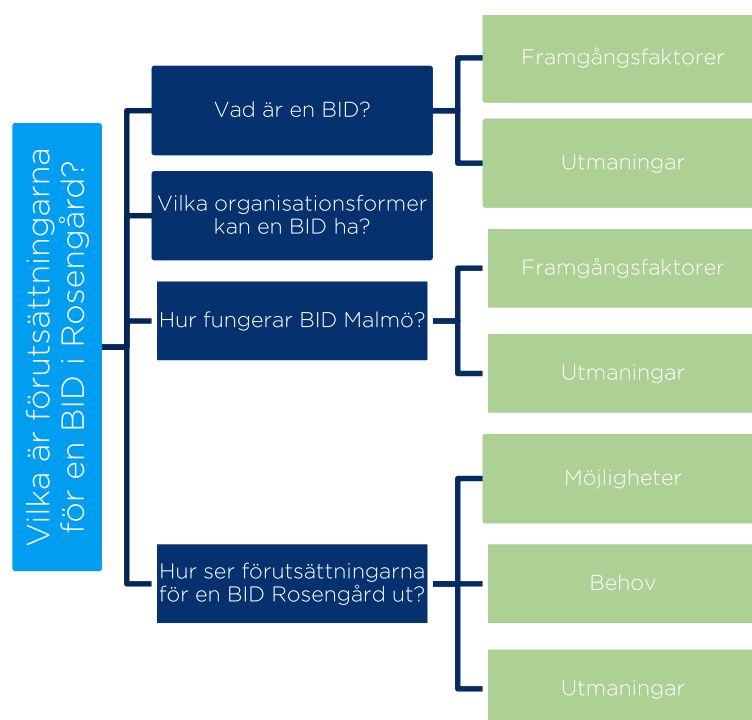 Vilka är förutsättningarna
för en BID i Rosengård?
Vad är en BID?
Framgångsfaktorer
Utmaningar
Vilka organisationsformer
kan en BID ha?
Hur fungerar BID Malmö?
Framgångsfaktorer
Utmaningar
Hur ser förutsättningarna
för en BID Rosengård ut?
Möjligheter
Behov
Utmaningar